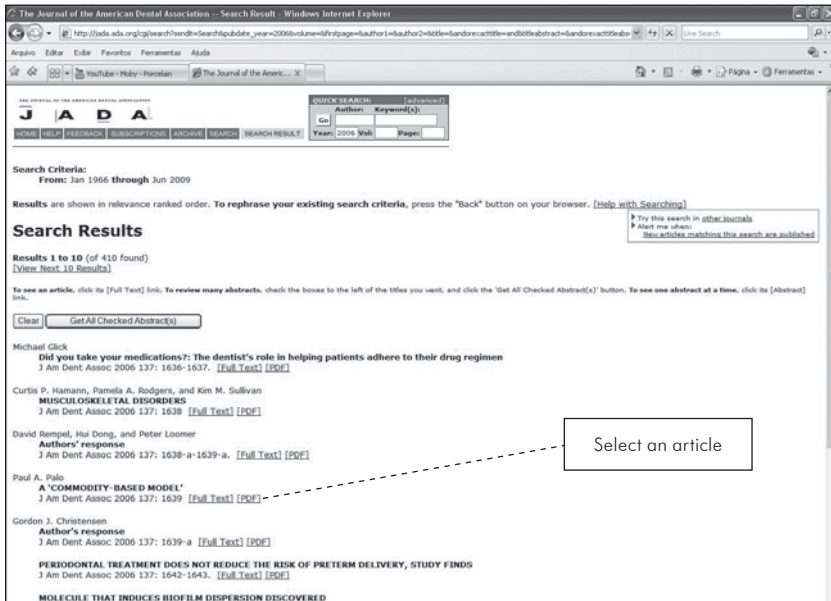 The Journal of the American Dental Association -- Search Result - Windows Internet Explorer
Live Search
Arquivo Editar Exibir Favoritos Ferramentas Ajuda
YouTube - Moby - Porcelain
The Journal of the Americ...
Página
Ferramentas
THE JOURNAL OF THE AMERICAN DENTAL ASSOCIATION
J A D A
QUICK SEARCH: [advanced]
Author: Keyword(s):
Go
Year: 2006 Vol: Page:
HOME HELP FEEDBACK SUBSCRIPTIONS ARCHIVE SEARCH SEARCH RESULT
Search Criteria:
From: Jan 1966 through Jun 2009
Results are shown in relevance ranked order. To rephrase your existing search criteria, press the "Back" button on your browser. [Help with Searching]
Try this search in other journals
Alert me when:
New articles matching this search are published
Search Results
Results 1 to 10 (of 410 found)
[View Next 10 Results]
To see an article, click its [Full Text] link. To review many abstracts, check the boxes to the left of the titles you want, and click the 'Get All Checked Abstract(s)' button. To see one abstract at a time, click its [Abstract]
link.
Clear Get All Checked Abstract(s)
Michael Glick
Did you take your medications?: The dentist's role in helping patients adhere to their drug regimen
J Am Dent Assoc 2006 137: 1636-1637. [Full Text] [PDF]
Curtis P. Hamann, Pamela A. Rodgers, and Kim M. Sullivan
MUSCULOSKELETAL DISORDERS
J Am Dent Assoc 2006 137: 1638 [Full Text] [PDF]
David Rempel, Hui Dong, and Peter Loomer
Authors' response
J Am Dent Assoc 2006 137: 1638-a-1639-a. [Full Text] [PDF]
Select an article
Paul A. Palo
A 'COMMODITY-BASED MODEL'
J Am Dent Assoc 2006 137: 1639 [Full Text] [PDF]
Gordon J. Christensen
Author's response
J Am Dent Assoc 2006 137: 1639-a [Full Text] [PDF]
PERIODONTAL TREATMENT DOES NOT REDUCE THE RISK OF PRETERM DELIVERY, STUDY FINDS
J Am Dent Assoc 2006 137: 1642-1643. [Full Text] [PDF]
MOLECULE THAT INDUCES BIOFILM DISPERSION DISCOVERED